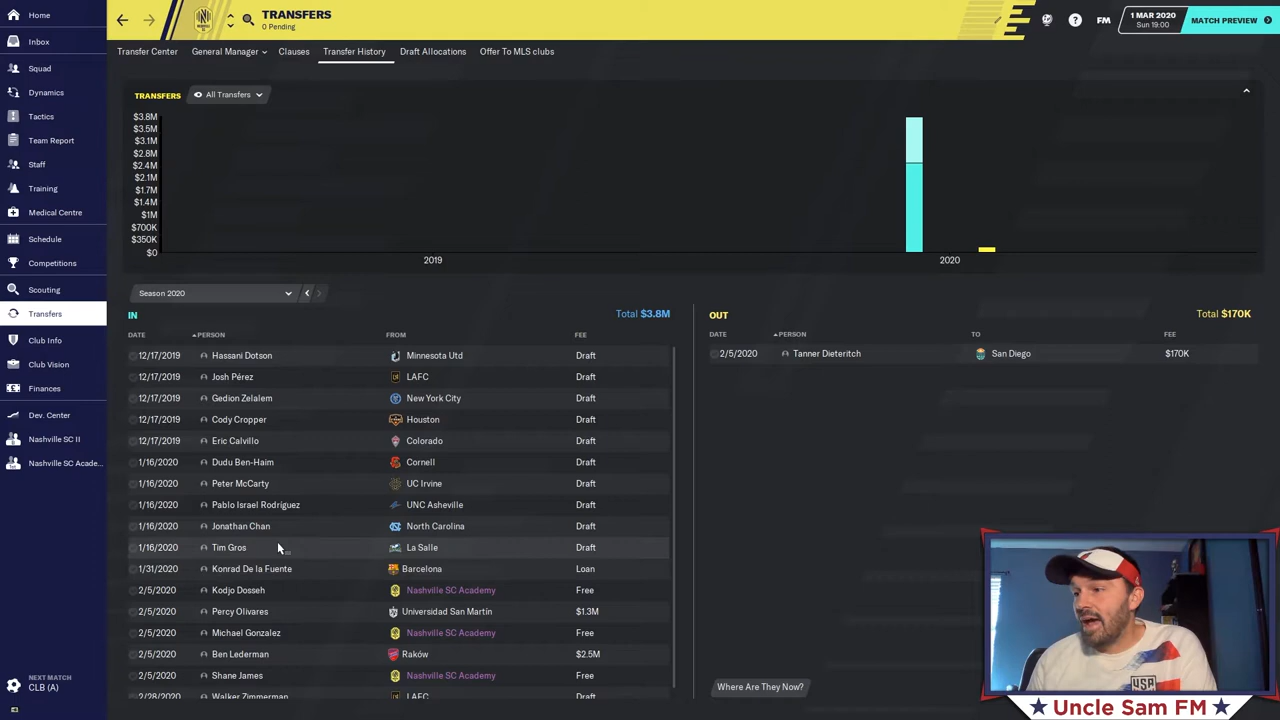 Home
TRANSFERS
0 Pending
FM
1 MAR 2020
Sun 19:00
MATCH PREVIEW
Inbox
Squad
Dynamics
Tactics
Team Report
Staff
Training
Medical Centre
Schedule
Competitions
Scouting
Transfers
Club Info
Club Vision
Finances
Dev. Center
Nashville SC II
Nashville SC Acade...
NEXT MATCH
CLB (A)
Transfer Center
General Manager
Clauses
Transfer History
Draft Allocations
Offer To MLS clubs
TRANSFERS
All Transfers
$3.8M
$3.5M
$3.1M
$2.8M
$2.4M
$2.1M
$1.7M
$1.4M
$1M
$700K
$350K
$0
2019
2020
Season 2020
IN
Total $3.8M
DATE PERSON FROM FEE
12/17/2019 Hassani Dotson Minnesota Utd Draft
12/17/2019 Josh Pérez LAFC Draft
12/17/2019 Gedion Zelalem New York City Draft
12/17/2019 Cody Cropper Houston Draft
12/17/2019 Eric Calvillo Colorado Draft
1/16/2020 Dudu Ben-Haim Cornell Draft
1/16/2020 Peter McCarty UC Irvine Draft
1/16/2020 Pablo Israel Rodríguez UNC Asheville Draft
1/16/2020 Jonathan Chan North Carolina Draft
1/16/2020 Tim Gros La Salle Draft
1/31/2020 Konrad De la Fuente Barcelona Loan
2/5/2020 Kodjo Dosseh Nashville SC Academy Free
2/5/2020 Percy Olivares Universidad San Martín $1.3M
2/5/2020 Michael Gonzalez Nashville SC Academy Free
2/5/2020 Ben Lederman Raków $2.5M
2/5/2020 Shane James Nashville SC Academy Free
2/28/2020 Walker Zimmerman LAFC Draft
OUT
Total $170K
DATE PERSON TO FEE
2/5/2020 Tanner Dieteritch San Diego $170K
Where Are They Now?
Uncle Sam FM